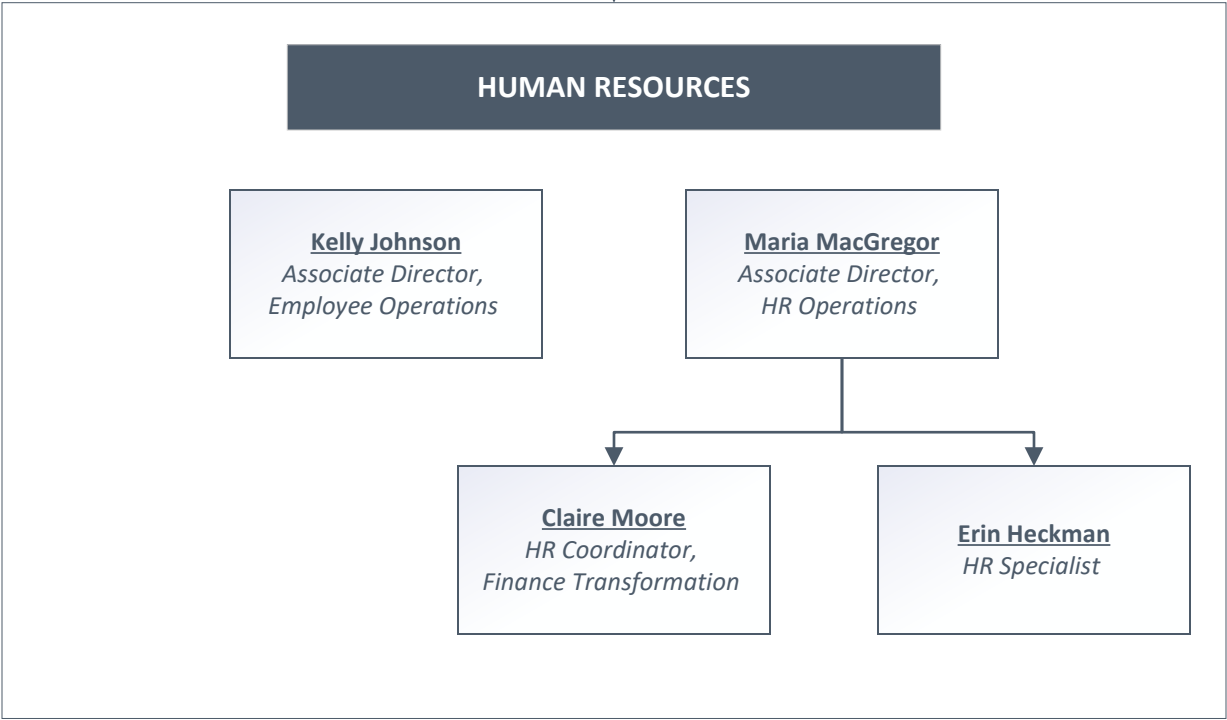 HUMAN RESOURCES
Kelly Johnson
Associate Director,
Employee Operations
Maria MacGregor
Associate Director,
HR Operations
Claire Moore
HR Coordinator,
Finance Transformation
Erin Heckman
HR Specialist